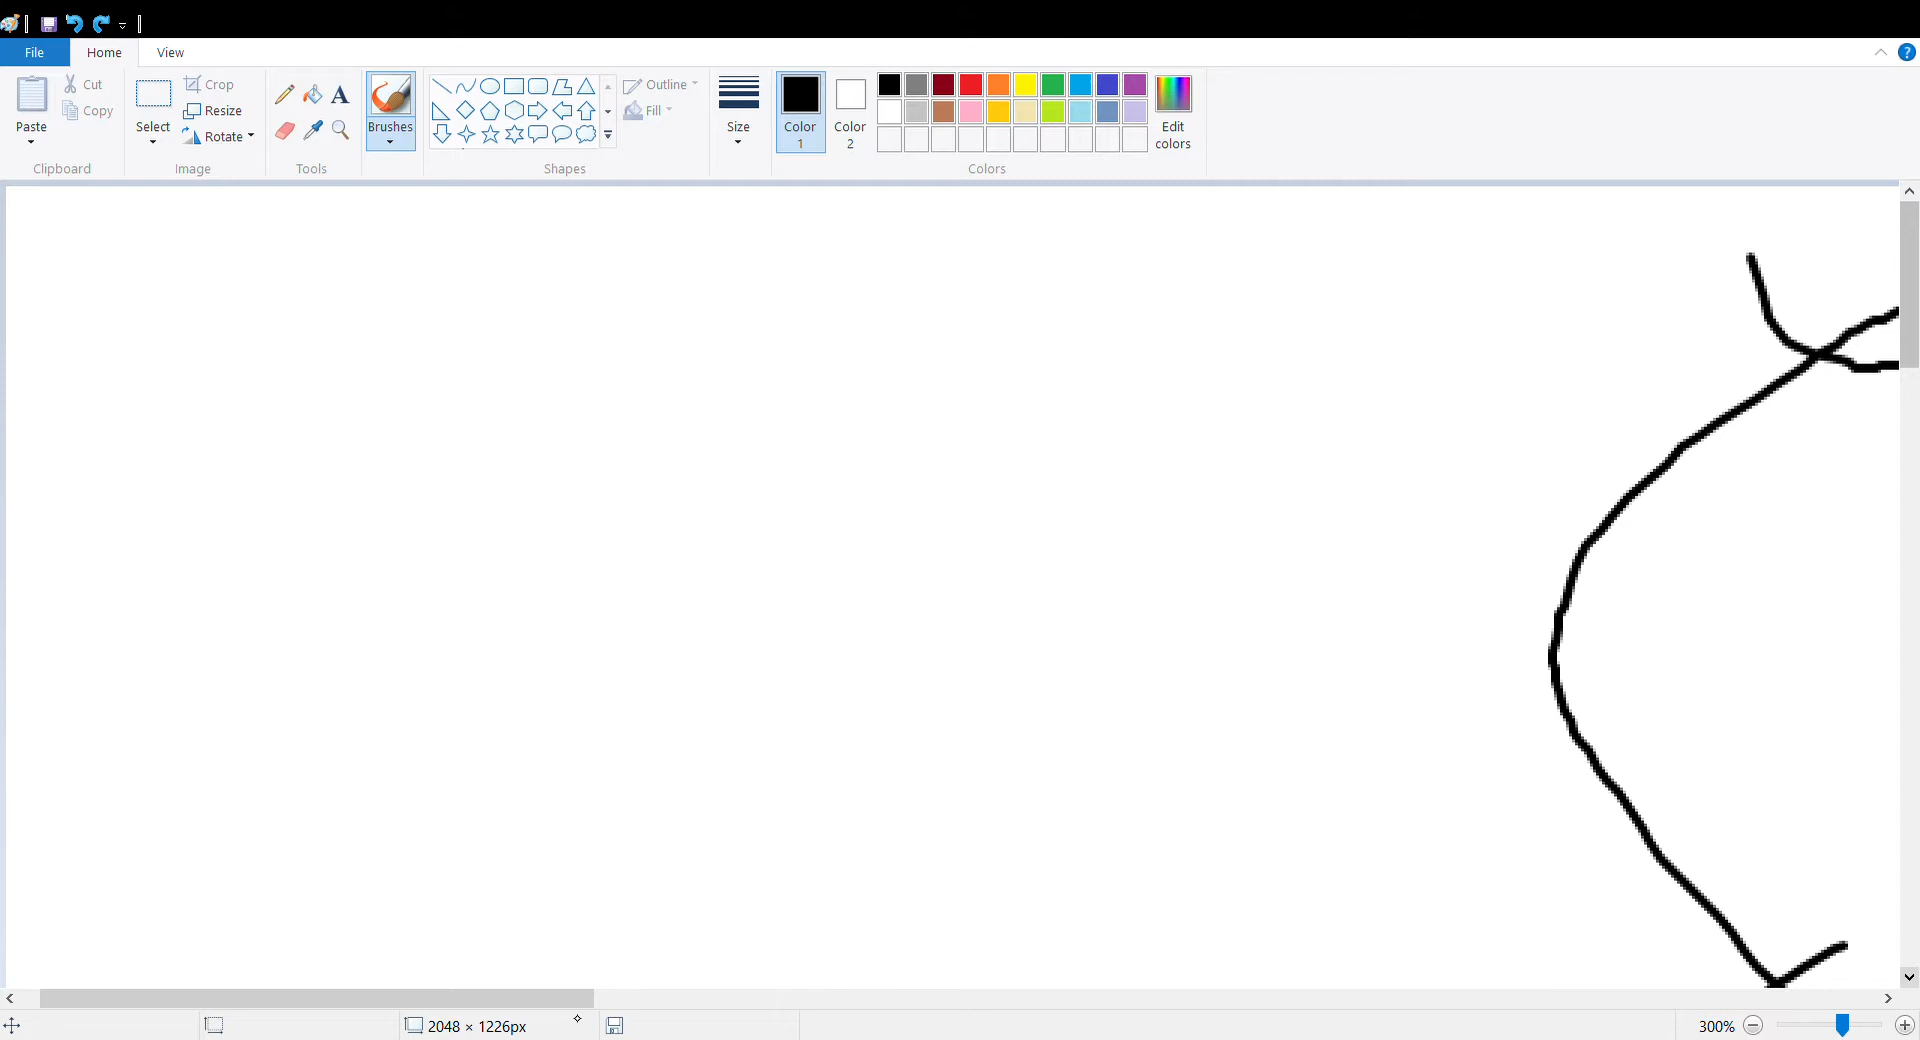 File Home View
Paste Cut Copy Select Crop Resize Rotate A Brushes Outline Fill Size Color 1 Color 2 Edit colors
Clipboard Image Tools Shapes Colors
2048 × 1226px 300%